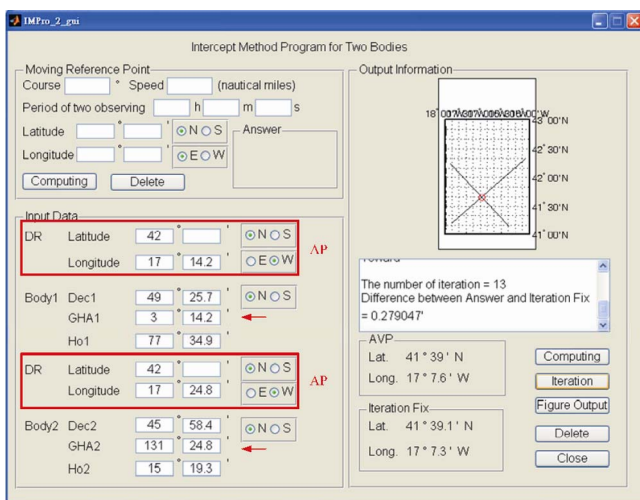 IMPro_2_gui
Intercept Method Program for Two Bodies
Moving Reference Point
Course ° Speed (nautical miles)
Period of two observing h m s
Latitude ° ' N S
Longitude ° ' E W
Answer
Computing Delete
Input Data
DR Latitude 42 ° ' N S
Longitude 17 ° 14.2 ' E W
AP
Body1 Dec1 49 ° 25.7 ' N S
GHA1 3 ° 14.2 '
Ho1 77 ° 34.9 '
DR Latitude 42 ° ' N S
Longitude 17 ° 24.8 ' E W
AP
Body2 Dec2 45 ° 58.4 ' N S
GHA2 131 ° 24.8 '
Ho2 15 ° 19.3 '
Output Information
43°00'N
42°30'N
42°00'N
41°30'N
41°00'N
The number of iteration = 13
Difference between Answer and Iteration Fix
= 0.279047'
AVP
Lat. 41 ° 39 ' N
Long. 17 ° 7.6 ' W
Iteration Fix
Lat. 41 ° 39.1 ' N
Long. 17 ° 7.3 ' W
Computing
Iteration
Figure Output
Delete
Close